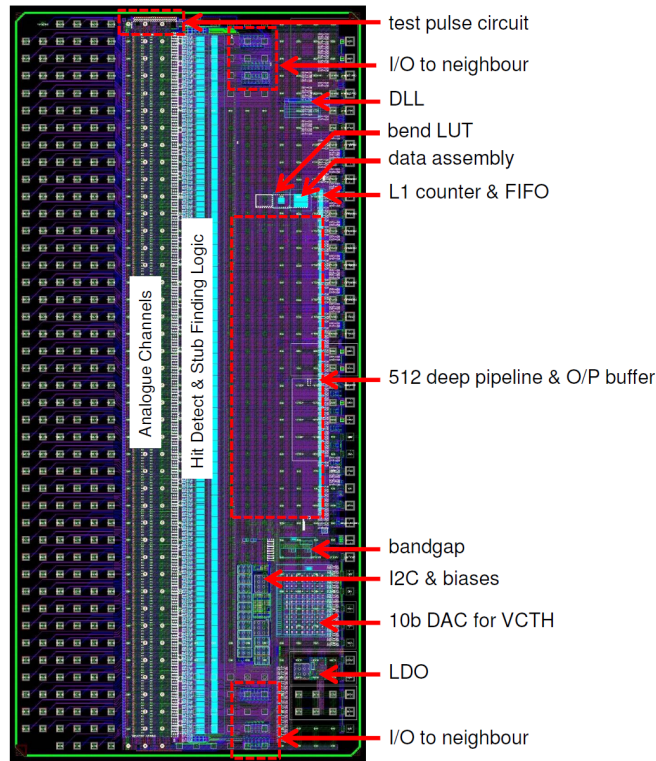 test pulse circuit
I/O to neighbour
DLL
bend LUT
data assembly
L1 counter & FIFO
Analogue Channels
Hit Detect & Stub Finding Logic
512 deep pipeline & O/P buffer
bandgap
I2C & biases
10b DAC for VCTH
LDO
I/O to neighbour